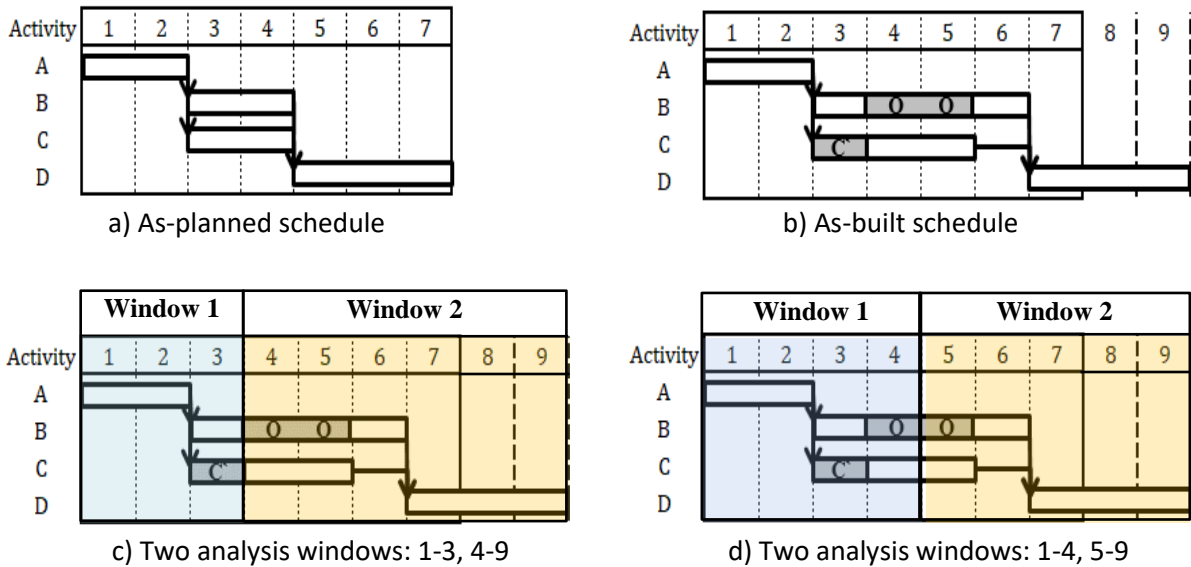 Activity 1 2 3 4 5 6 7
A
B
C
D
a) As-planned schedule
Activity 1 2 3 4 5 6 7 8 9
A
B O O
C C`
D
b) As-built schedule
Window 1 Window 2
Activity 1 2 3 4 5 6 7 8 9
A
B O O
C C`
D
c) Two analysis windows: 1-3, 4-9
Window 1 Window 2
Activity 1 2 3 4 5 6 7 8 9
A
B O O
C C`
D
d) Two analysis windows: 1-4, 5-9